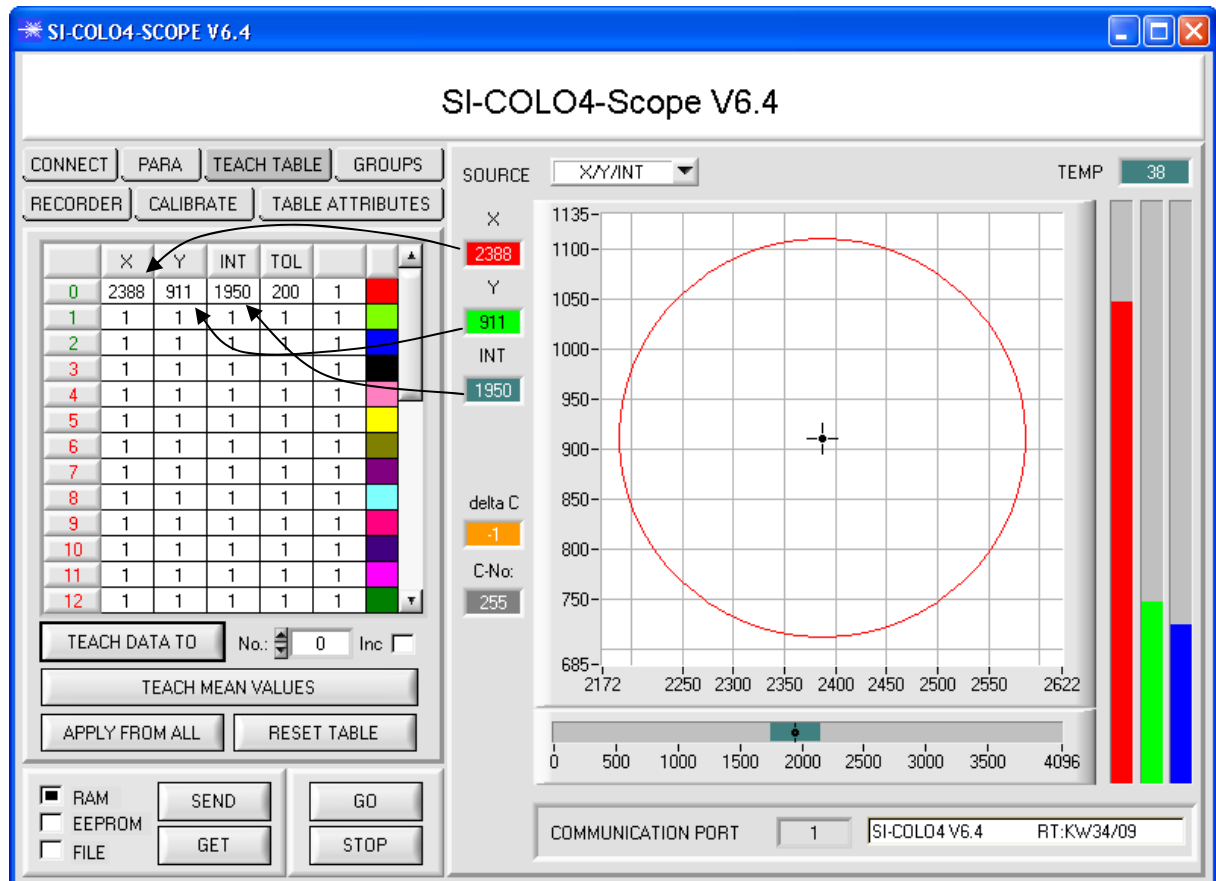 SI-COLO4-SCOPE V6.4
SI-COLO4-Scope V6.4
CONNECT PARA TEACH TABLE GROUPS
RECORDER CALIBRATE TABLE ATTRIBUTES
X Y INT TOL
0 2388 911 1950 200 1
1 1 1 1 1 1
2 1 1 1 1 1
3 1 1 1 1 1
4 1 1 1 1 1
5 1 1 1 1 1
6 1 1 1 1 1
7 1 1 1 1 1
8 1 1 1 1 1
9 1 1 1 1 1
10 1 1 1 1 1
11 1 1 1 1 1
12 1 1 1 1 1
TEACH DATA TO No.: 0 Inc
TEACH MEAN VALUES
APPLY FROM ALL RESET TABLE
RAM
EEPROM
FILE
SEND
GET
GO
STOP
SOURCE X/Y/INT
TEMP 38
X
2388
Y
911
INT
1950
delta C
-1
C-No:
255
1135
1100
1050
1000
950
900
850
800
750
685
2172 2250 2300 2350 2400 2450 2500 2550 2622
0 500 1000 1500 2000 2500 3000 3500 4096
COMMUNICATION PORT 1 SI-COLO4 V6.4 RT:KW34/09